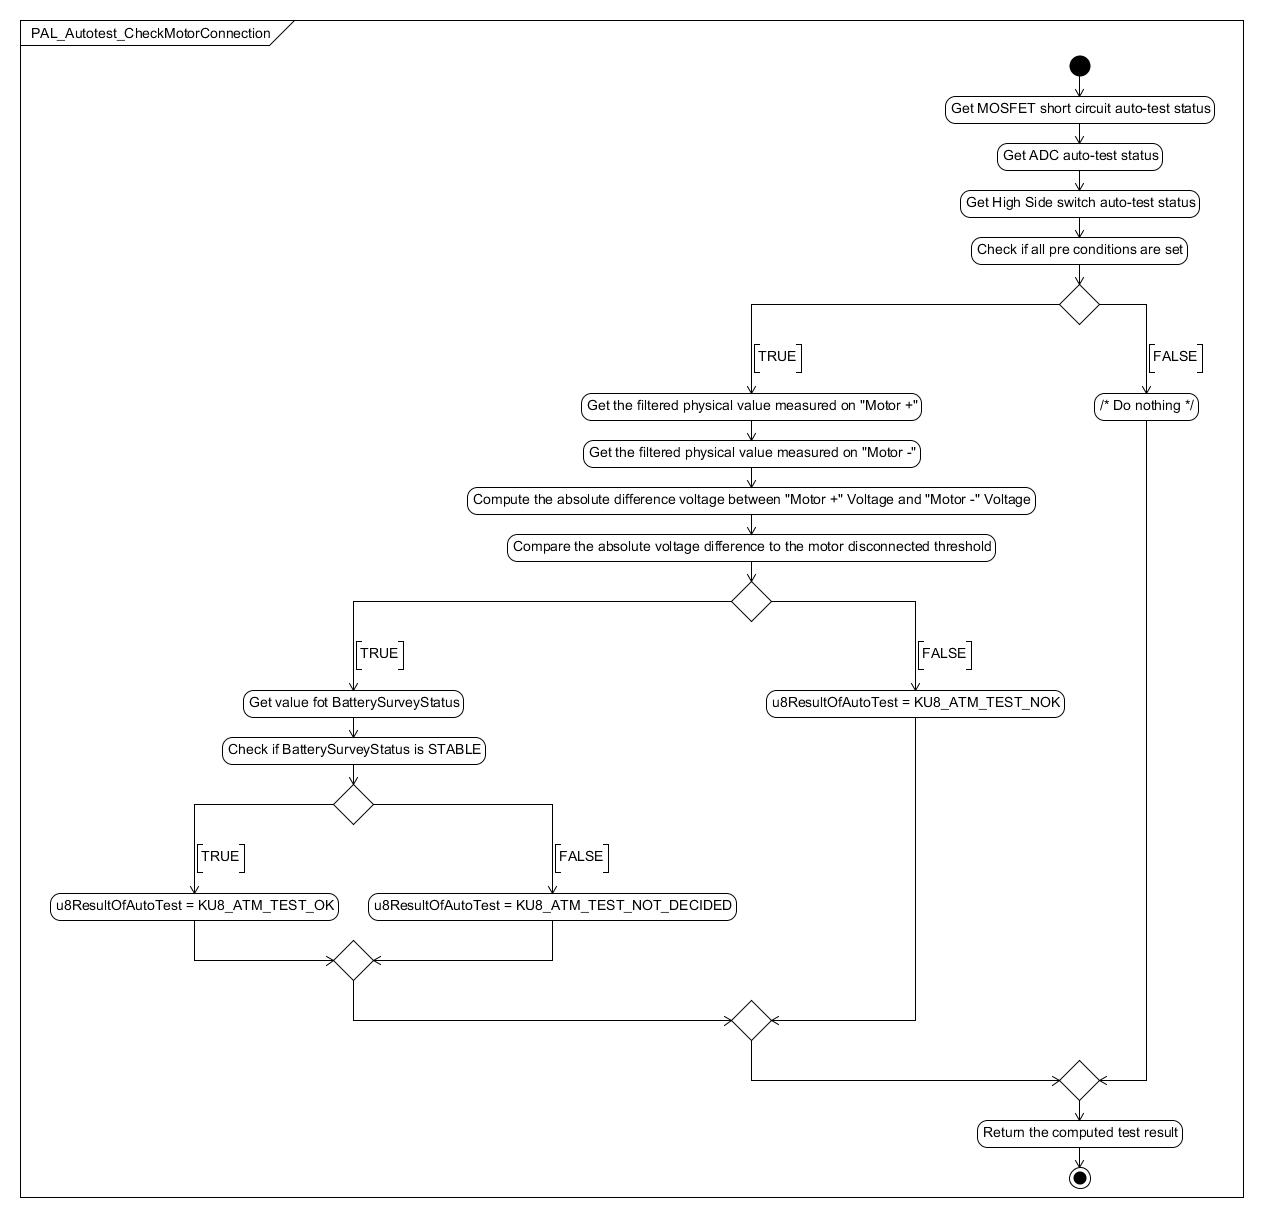 PAL_Autotest_CheckMotorConnection
Get MOSFET short circuit auto-test status
Get ADC auto-test status
Get High Side switch auto-test status
Check if all pre conditions are set
[TRUE]
[FALSE]
Get the filtered physical value measured on "Motor +"
/* Do nothing */
Get the filtered physical value measured on "Motor -"
Compute the absolute difference voltage between "Motor +" Voltage and "Motor -" Voltage
Compare the absolute voltage difference to the motor disconnected threshold
[TRUE]
[FALSE]
Get value fot BatterySurveyStatus
u8ResultOfAutoTest = KU8_ATM_TEST_NOK
Check if BatterySurveyStatus is STABLE
[TRUE]
[FALSE]
u8ResultOfAutoTest = KU8_ATM_TEST_OK
u8ResultOfAutoTest = KU8_ATM_TEST_NOT_DECIDED
Return the computed test result